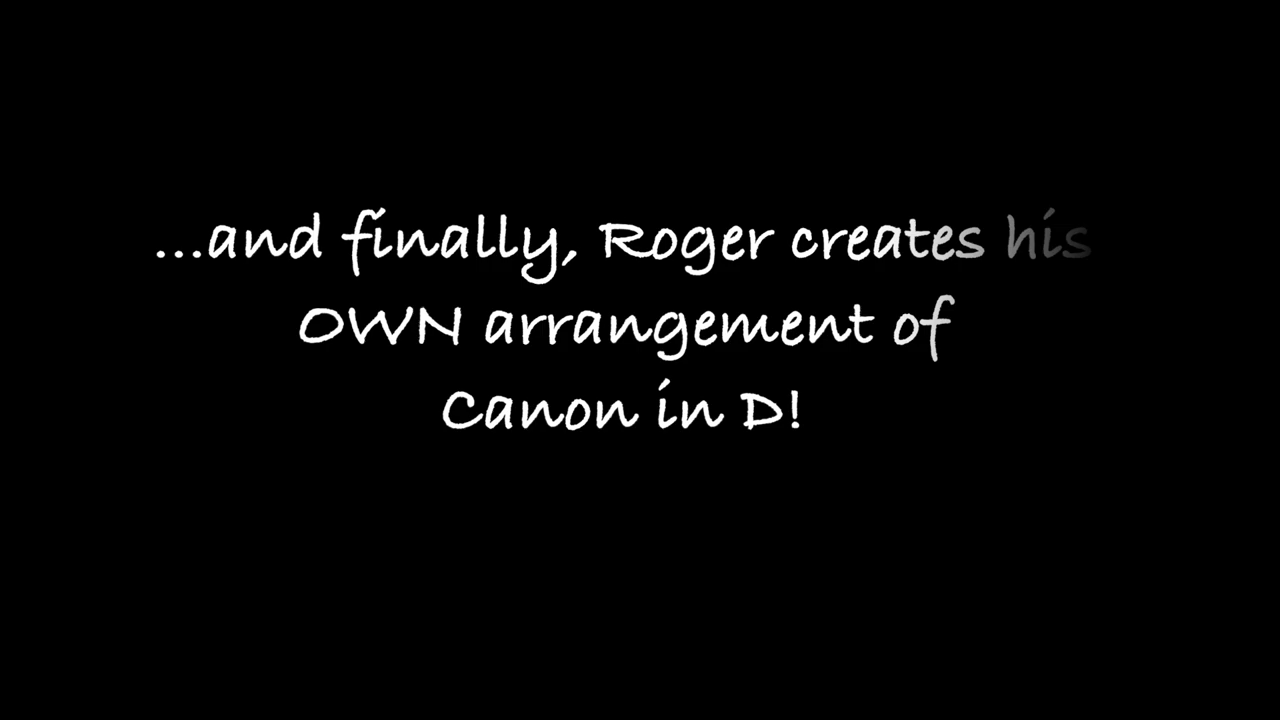 ...and finally, Roger creates his
OWN arrangement of
Canon in D!